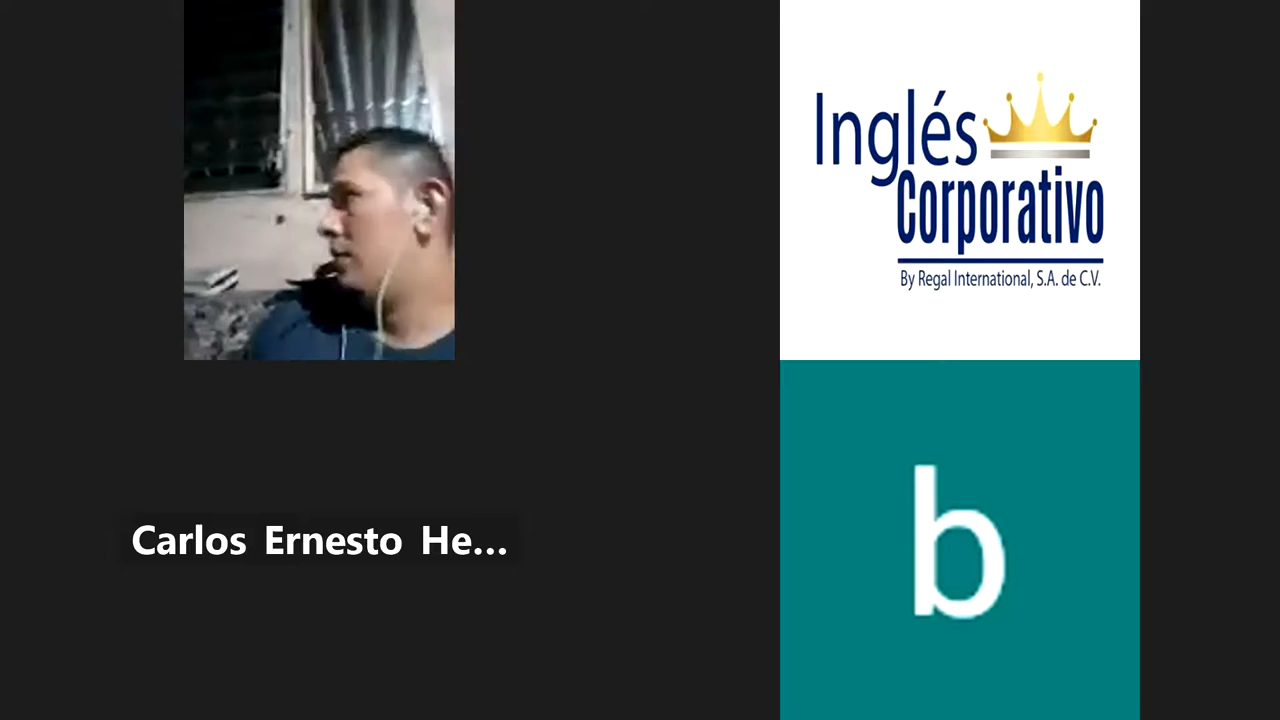 Inglés
Corporativo
By Regal International, S.A. de C.V.
Carlos Ernesto He...
b